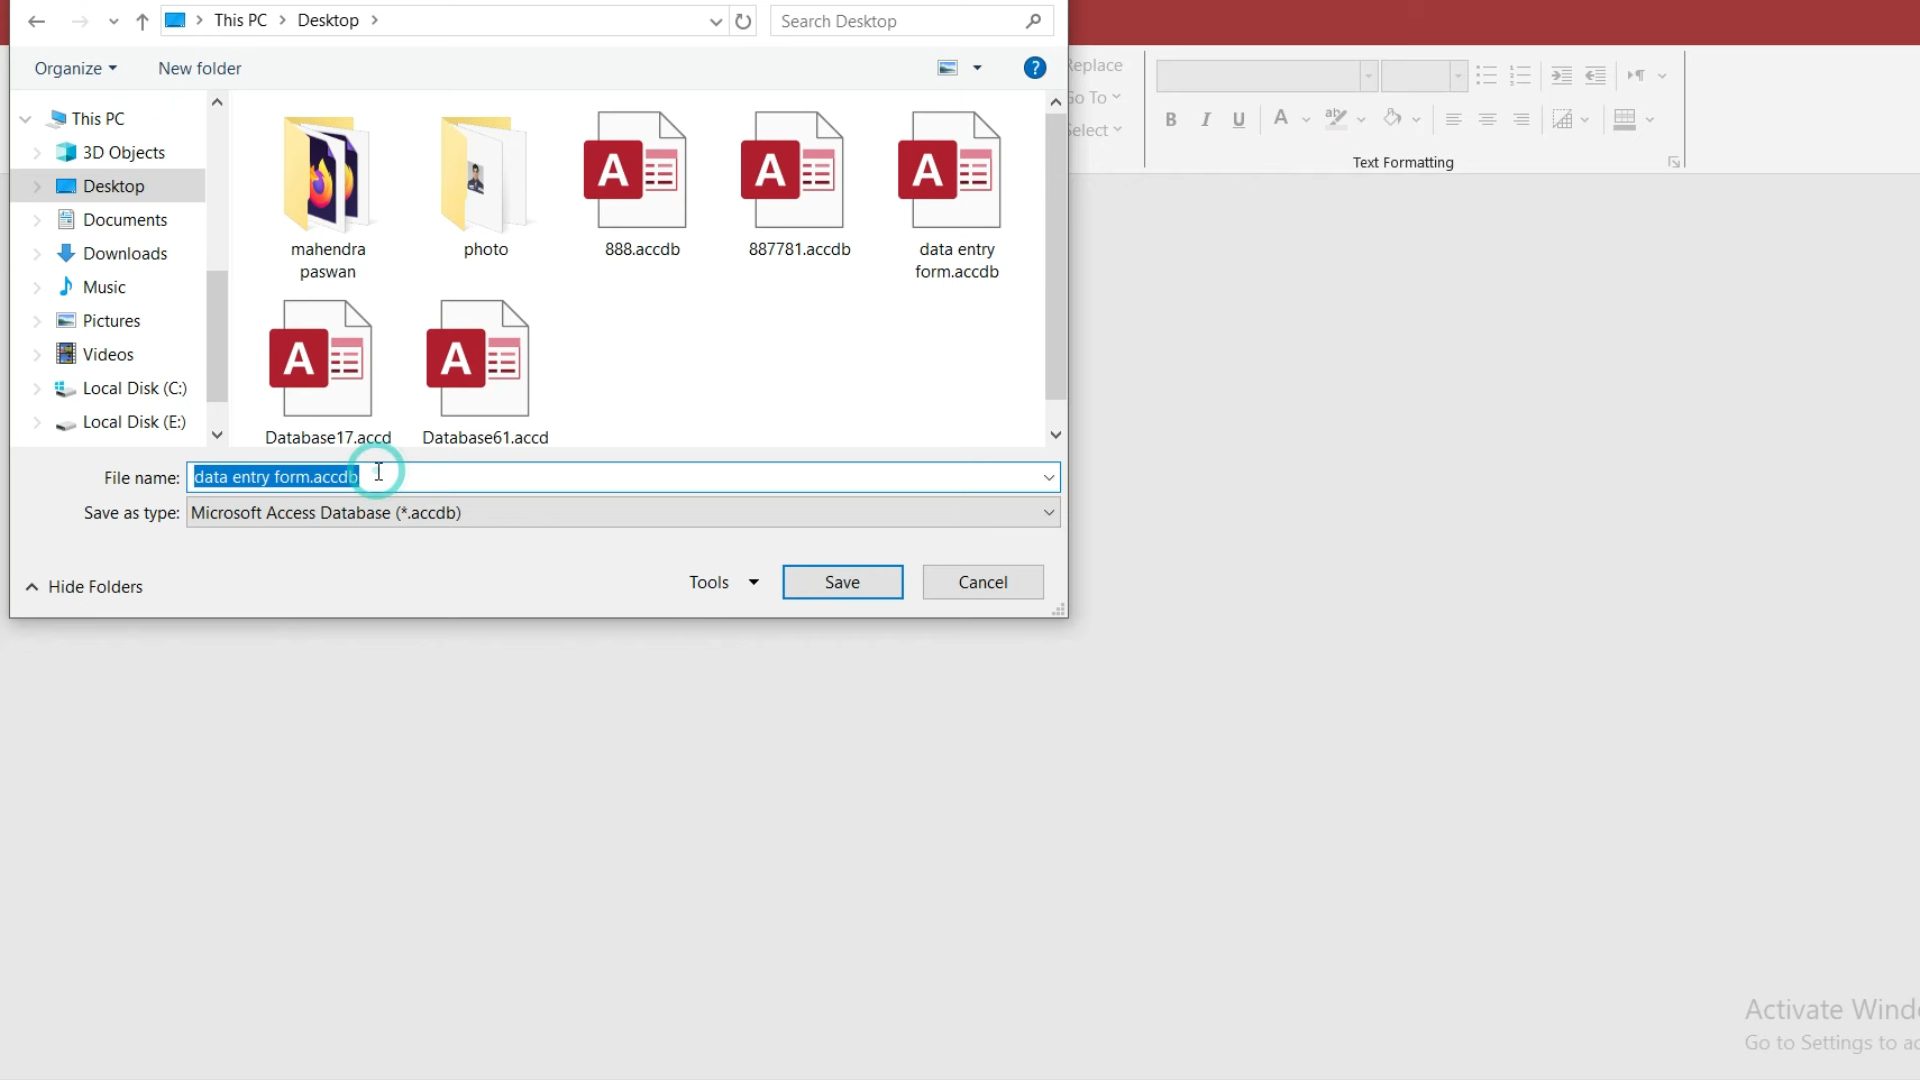 This PC > Desktop >
Search Desktop
Organize
New folder
Replace
Go To
Select
B I U
A
Text Formatting
This PC
3D Objects
Desktop
Documents
Downloads
Music
Pictures
Videos
Local Disk (C:)
Local Disk (E:)
mahendra
paswan
photo
A
888.accdb
A
887781.accdb
A
data entry
form.accdb
A
Database17.accd
A
Database61.accd
File name: data entry form.accdb
Save as type: Microsoft Access Database (*.accdb)
Hide Folders
Tools
Save
Cancel
Activate Wind
Go to Settings to ac